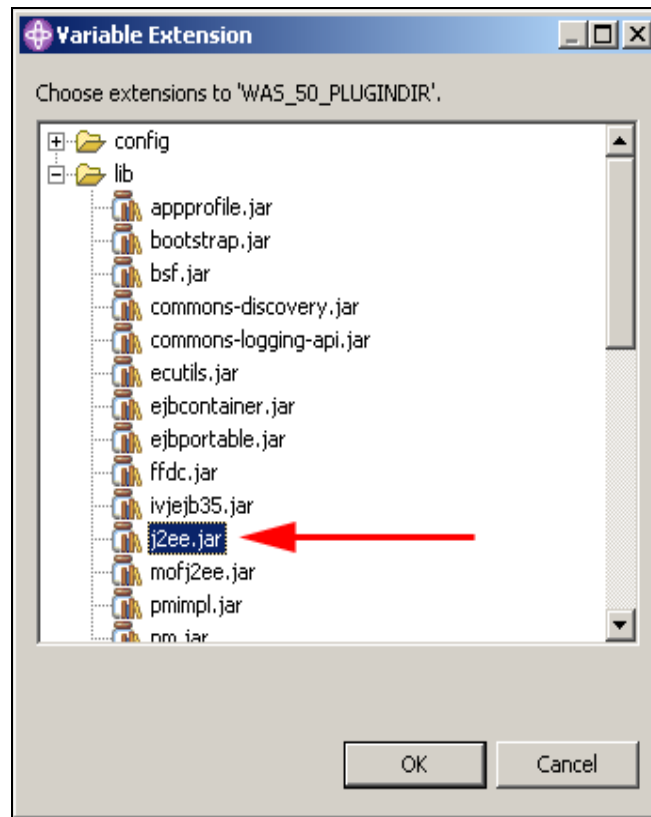 Variable Extension
Choose extensions to 'WAS_50_PLUGINDIR'.
config
lib
appprofile.jar
bootstrap.jar
bsf.jar
commons-discovery.jar
commons-logging-api.jar
ecutils.jar
ejbcontainer.jar
ejbportable.jar
ffdc.jar
ivjejb35.jar
j2ee.jar
mofj2ee.jar
pmimpl.jar
pm.jar
OK Cancel